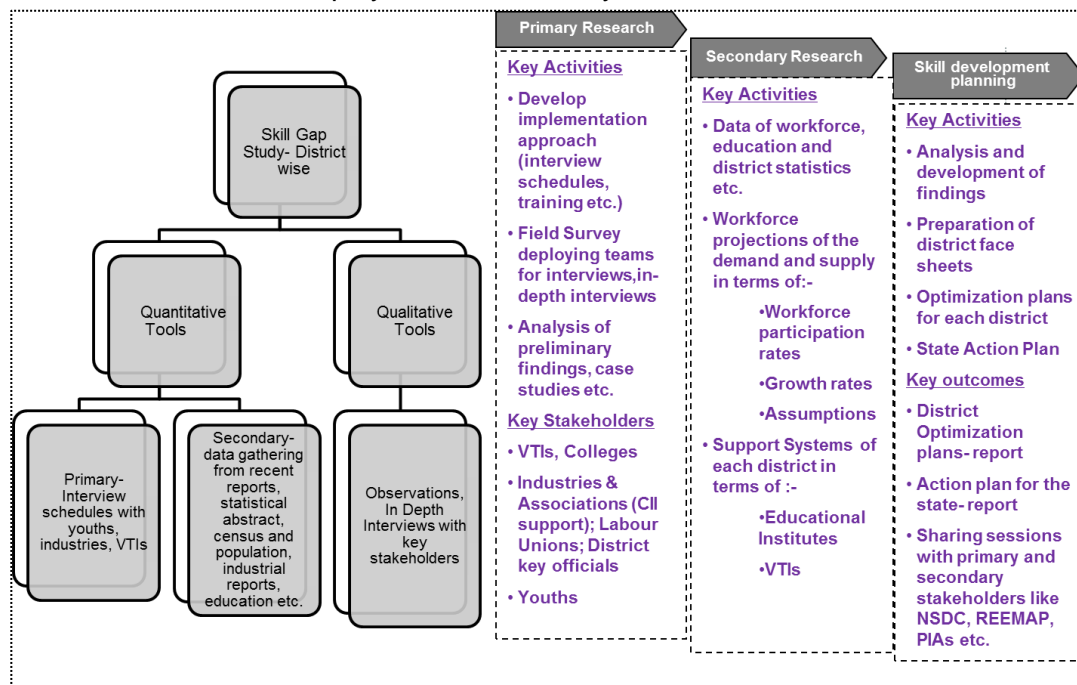 Skill Gap
Study- District
wise
Quantitative
Tools
Qualitative
Tools
Primary-
Interview
schedules with
youths,
industries, VTIs
Secondary-
data gathering
from recent
reports,
statistical
abstract,
census and
population,
industrial
reports,
education etc.
Observations,
In Depth
Interviews with
key
stakeholders
Primary Research
Key Activities
• Develop
implementation
approach
(interview
schedules,
training etc.)
• Field Survey
deploying teams
for interviews,in-
depth interviews
• Analysis of
preliminary
findings, case
studies etc.
Key Stakeholders
• VTIs, Colleges
• Industries &
Associations (CII
support); Labour
Unions; District
key officials
• Youths
Secondary Research
Key Activities
• Data of workforce,
education and
district statistics
etc.
• Workforce
projections of the
demand and supply
in terms of:-
•Workforce
participation
rates
•Growth rates
•Assumptions
• Support Systems of
each district in
terms of :-
•Educational
Institutes
•VTIs
Skill development
planning
Key Activities
• Analysis and
development of
findings
• Preparation of
district face
sheets
• Optimization plans
for each district
• State Action Plan
Key outcomes
• District
Optimization
plans- report
• Action plan for the
state- report
• Sharing sessions
with primary and
secondary
stakeholders like
NSDC, REEMAP,
PIAs etc.